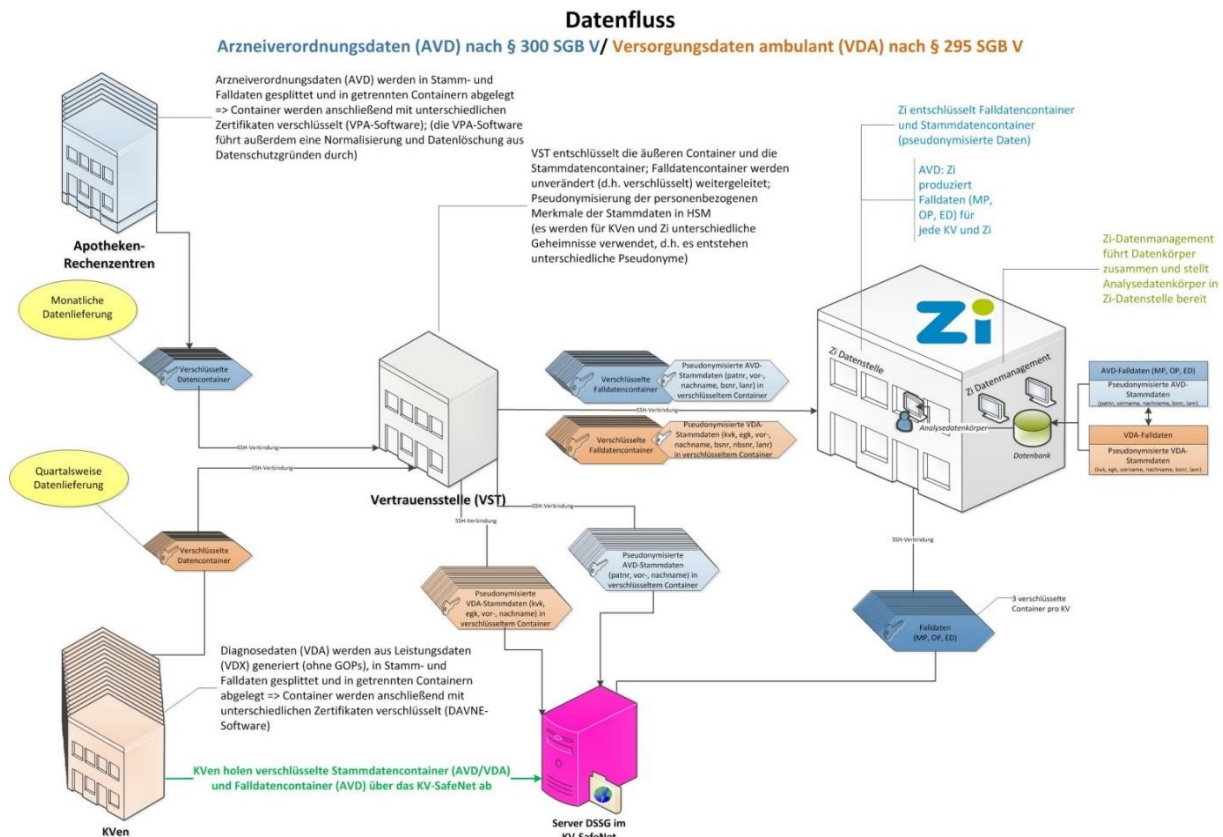 Datenfluss
Arzneiverordnungsdaten (AVD) nach § 300 SGB V/ Versorgungsdaten ambulant (VDA) nach § 295 SGB V
Arzneiverordnungsdaten (AVD) werden in Stamm- und
Falldaten gesplittet und in getrennten Containern abgelegt
=> Container werden anschließend mit unterschiedlichen
Zertifikaten verschlüsselt (VPA-Software); (die VPA-Software
führt außerdem eine Normalisierung und Datenlöschung aus
Datenschutzgründen durch)
Apotheken-
Rechenzentren
VST entschlüsselt die äußeren Container und die
Stammdatencontainer; Falldatencontainer werden
unverändert (d.h. verschlüsselt) weitergeleitet;
Pseudonymisierung der personenbezogenen
Merkmale der Stammdaten in HSM
(es werden für KVen und Zi unterschiedliche
Geheimnisse verwendet, d.h. es entstehen
unterschiedliche Pseudonyme)
Zi entschlüsselt Falldatencontainer
und Stammdatencontainer
(pseudonymisierte Daten)
AVD: Zi
produziert
Falldaten (MP,
OP, ED) für
jede KV und Zi
Zi-Datenmanagement
führt Datenkörper
zusammen und stellt
Analysedatenkörper in
Zi-Datenstelle bereit
Monatliche
Datenlieferung
Verschlüsselte
Datencontainer
SSH-Verbindung
Quartalsweise
Datenlieferung
SSH-Verbindung
Verschlüsselte
Datencontainer
Vertrauensstelle (VST)
Verschlüsselte
Falldatencontainer
Pseudonymisierte AVD-
Stammdaten (patnr, vor-,
nachname, bsnr, lanr) in
verschlüsseltem Container
SSH-Verbindung
Verschlüsselte
Falldatencontainer
Pseudonymisierte VDA-
Stammdaten (kvk, egk, vor-,
nachname, bsnr, nbsnr, lanr)
in verschlüsseltem Container
Zi
Zi Datenstelle
Zi Datenmanagement
Analysedatenkörper
Datenbank
AVD-Falldaten (MP, OP, ED)
Pseudonymisierte AVD-
Stammdaten
(patnr, vorname, nachname, bsnr, lanr)
VDA-Falldaten
Pseudonymisierte VDA-
Stammdaten
(kvk, egk, vorname, nachname, bsnr, lanr)
SSH-Verbindung
SSH-Verbindung
SSH-Verbindung
Pseudonymisierte
AVD-Stammdaten
(patnr, vor-, nachname) in
verschlüsseltem Container
Pseudonymisierte
VDA-Stammdaten (kvk,
egk, vor-, nachname) in
verschlüsseltem Container
3 verschlüsselte
Container pro KV
Falldaten
(MP, OP, ED)
Diagnosedaten (VDA) werden aus Leistungsdaten
(VDX) generiert (ohne GOPs), in Stamm- und
Falldaten gesplittet und in getrennten Containern
abgelegt => Container werden anschließend mit
unterschiedlichen Zertifikaten verschlüsselt (DAVNE-
Software)
KVen holen verschlüsselte Stammdatencontainer (AVD/VDA)
und Falldatencontainer (AVD) über das KV-SafeNet ab
KVen
Server DSSG im
KV-SafeNet